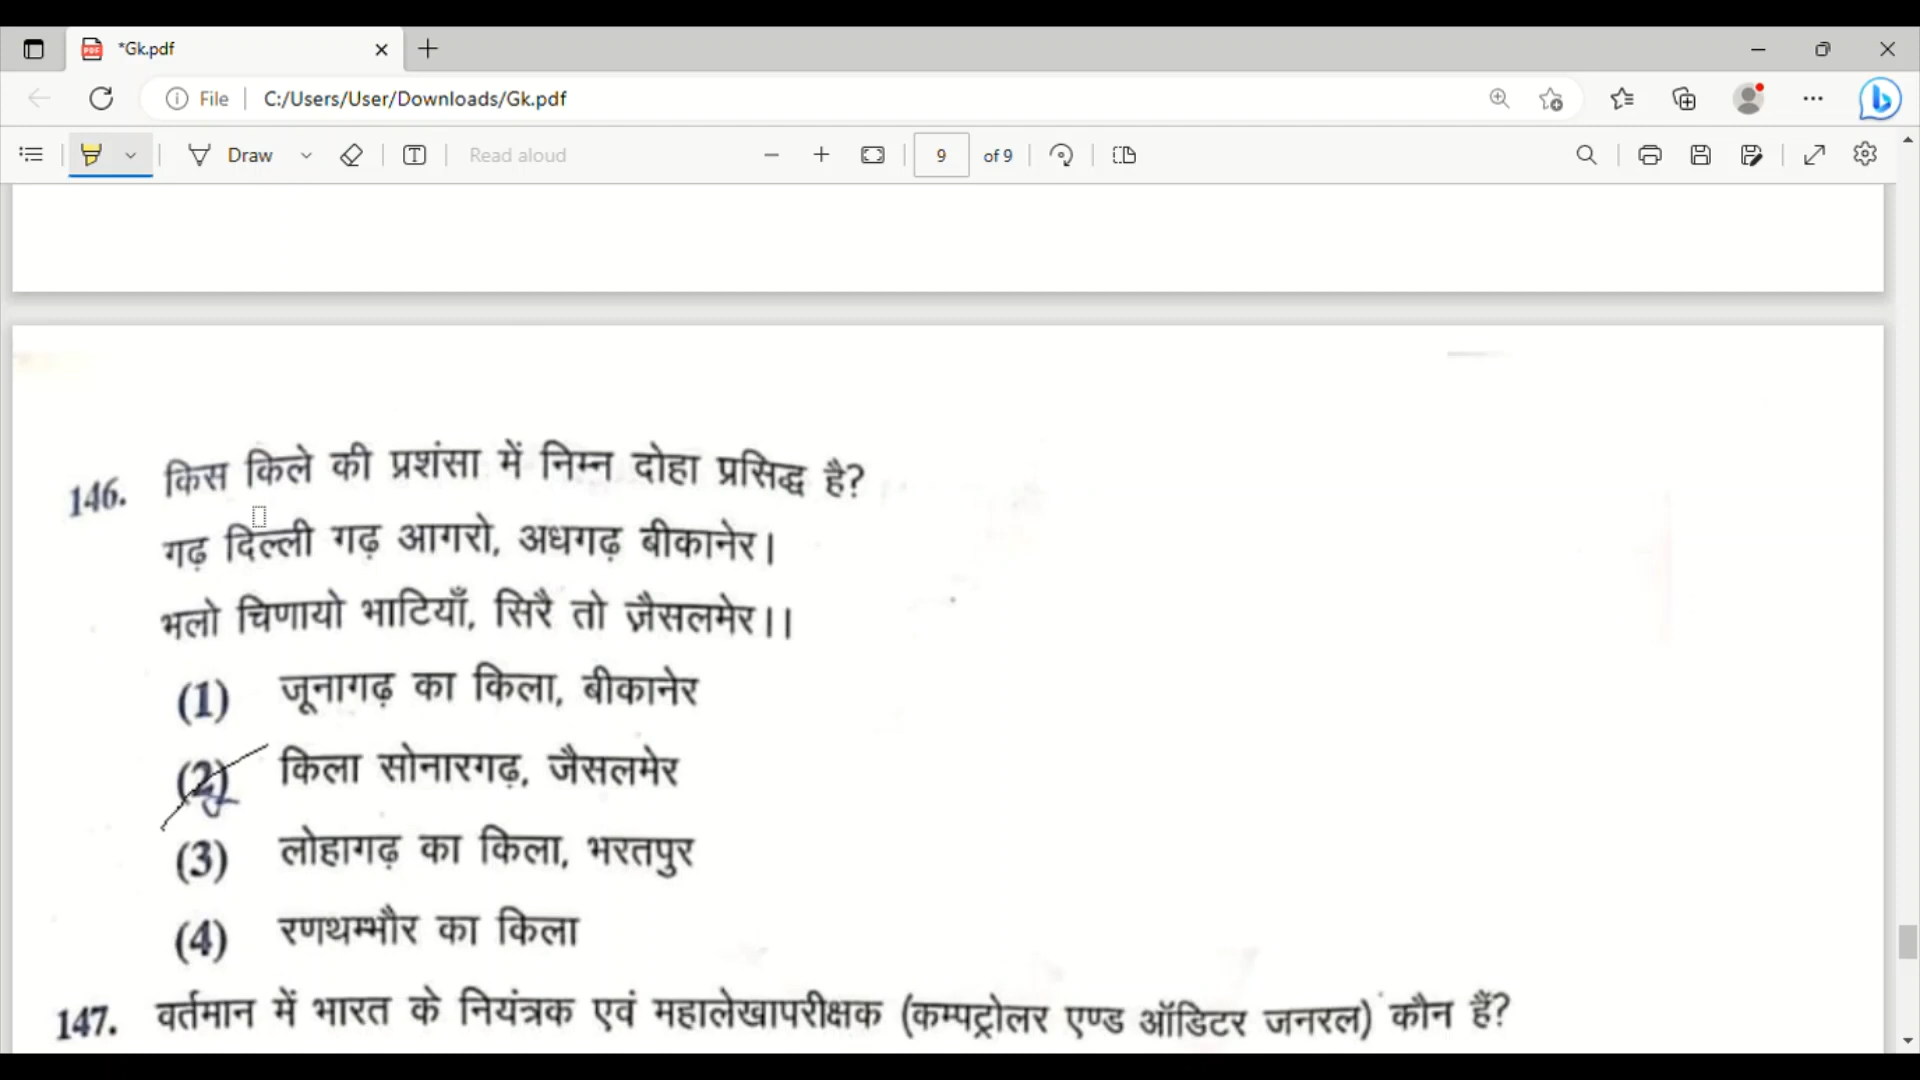 *Gk.pdf
File
C:/Users/User/Downloads/Gk.pdf
Draw
Read aloud
9
of 9
146. किस किले की प्रशंसा में निम्न दोहा प्रसिद्ध है?
गढ़ दिल्ली गढ़ आगरो, अधगढ़ बीकानेर।
भलो चिणायो भाटियाँ, सिरै तो ज़ैसलमेर।।
(1) जूनागढ़ का किला, बीकानेर
(2) किला सोनारगढ़, जैसलमेर
(3) लोहागढ़ का किला, भरतपुर
(4) रणथम्भौर का किला
147. वर्तमान में भारत के नियंत्रक एवं महालेखापरीक्षक (कम्पट्रोलर एण्ड ऑडिटर जनरल) कौन हैं?